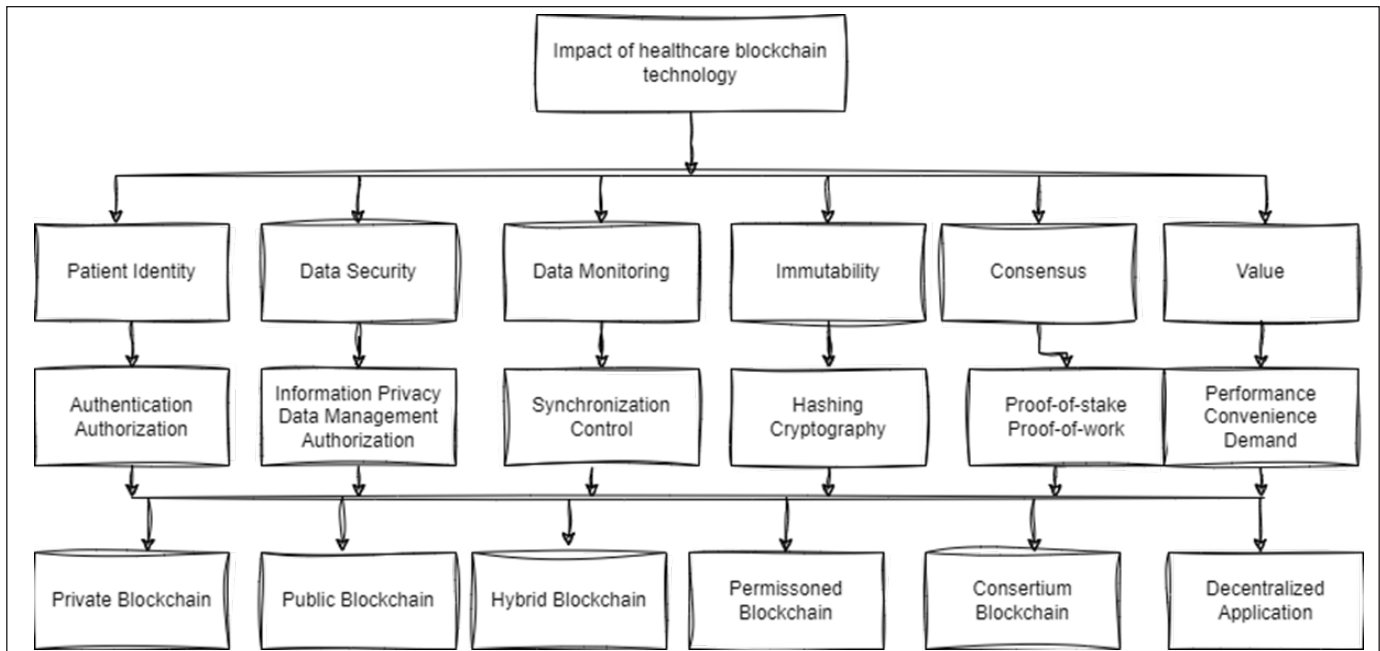 Impact of healthcare blockchain
technology
Patient Identity
Data Security
Data Monitoring
Immutability
Consensus
Value
Authentication
Authorization
Information Privacy
Data Management
Authorization
Synchronization
Control
Hashing
Cryptography
Proof-of-stake
Proof-of-work
Performance
Convenience
Demand
Private Blockchain
Public Blockchain
Hybrid Blockchain
Permissoned
Blockchain
Consertium
Blockchain
Decentralized
Application